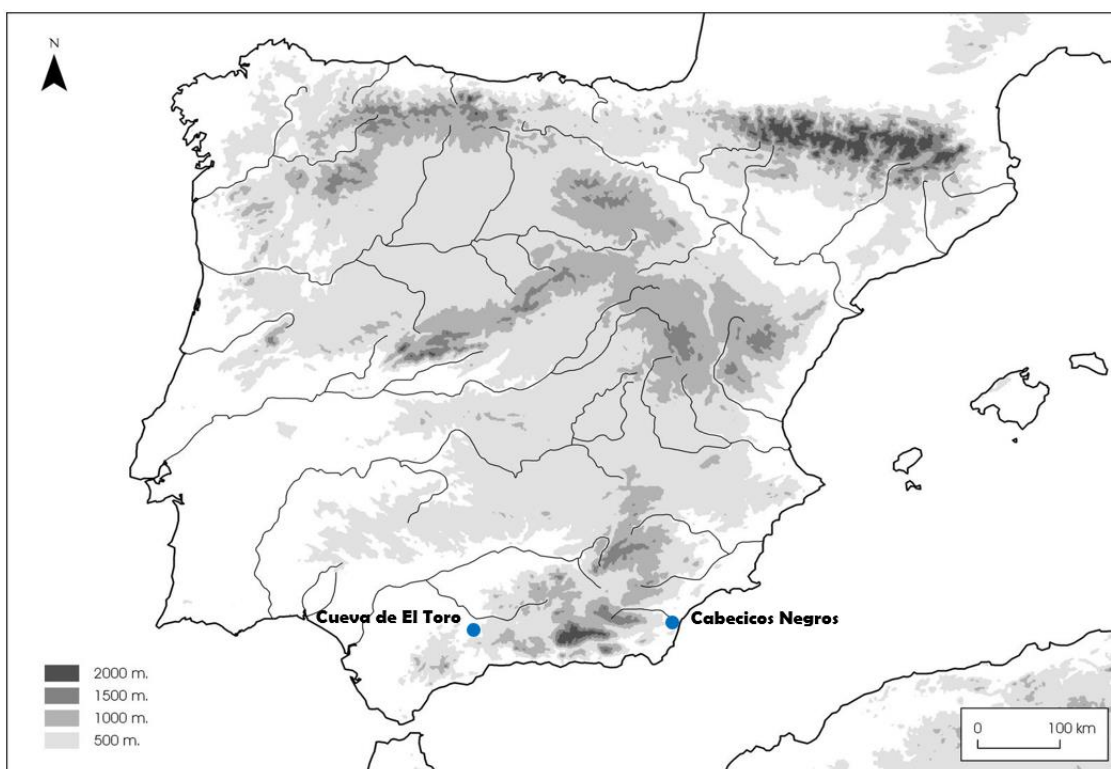 N
Cueva de El Toro
Cabecicos Negros
2000 m.
1500 m.
1000 m.
500 m.
0 100 km